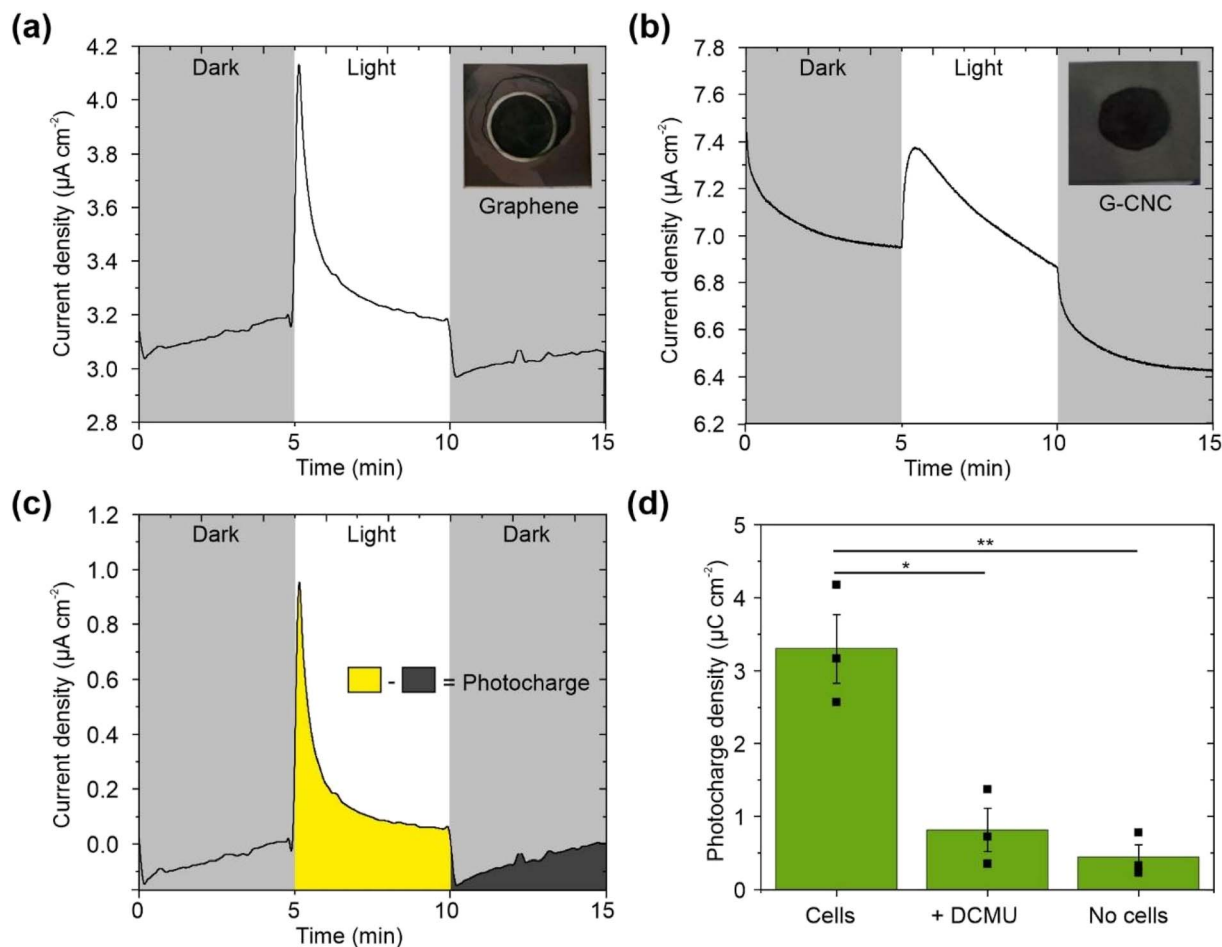 (a)
Dark
Light
Graphene
4.2
4.0
3.8
3.6
3.4
3.2
3.0
2.8
Current density (µA cm⁻²)
0
5
10
15
Time (min)
(b)
Dark
Light
G-CNC
7.8
7.6
7.4
7.2
7.0
6.8
6.6
6.4
6.2
Current density (µA cm⁻²)
0
5
10
15
Time (min)
(c)
Dark
Light
Dark
1.2
1.0
0.8
0.6
0.4
0.2
0.0
Current density (µA cm⁻²)
- = Photocharge
0
5
10
15
Time (min)
(d)
**
*
5
4
3
2
1
0
Photocharge density (µC cm⁻²)
Cells
+ DCMU
No cells